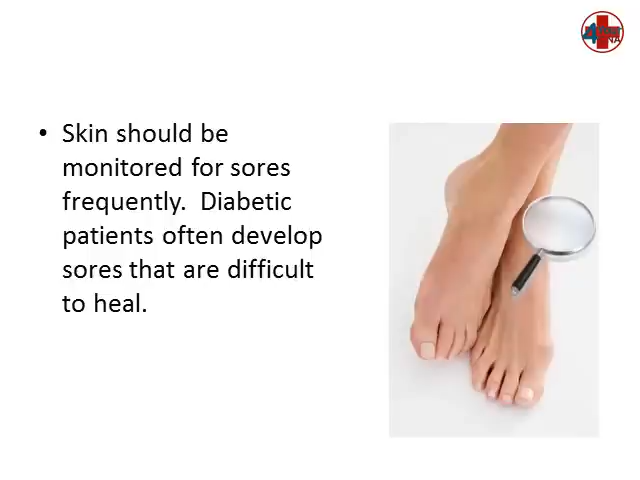 • Skin should be
monitored for sores
frequently.  Diabetic
patients often develop
sores that are difficult
to heal.